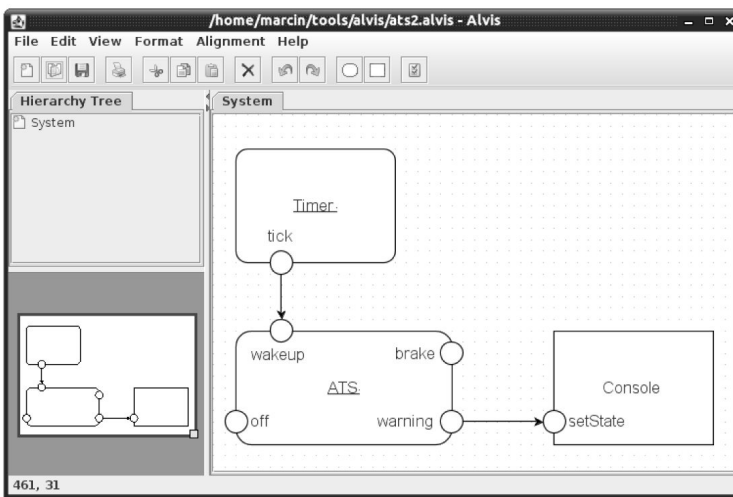 /home/marcin/tools/alvis/ats2.alvis - Alvis
File Edit View Format Alignment Help
Hierarchy Tree
System
System
Timer
tick
wakeup
brake
ATS
Console
off
warning
setState
461, 31